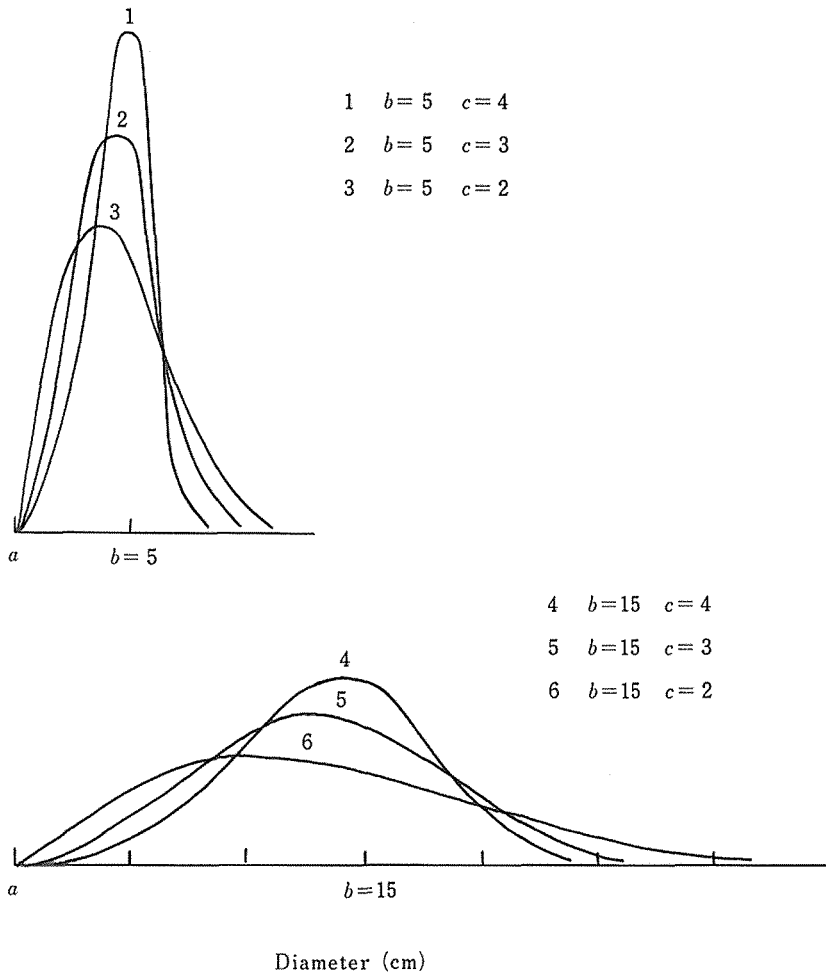 1
2
3
1 b= 5 c= 4
2 b= 5 c= 3
3 b= 5 c= 2
a b= 5
4 b=15 c= 4
5 b=15 c= 3
6 b=15 c= 2
4
5
6
a b=15
Diameter (cm)